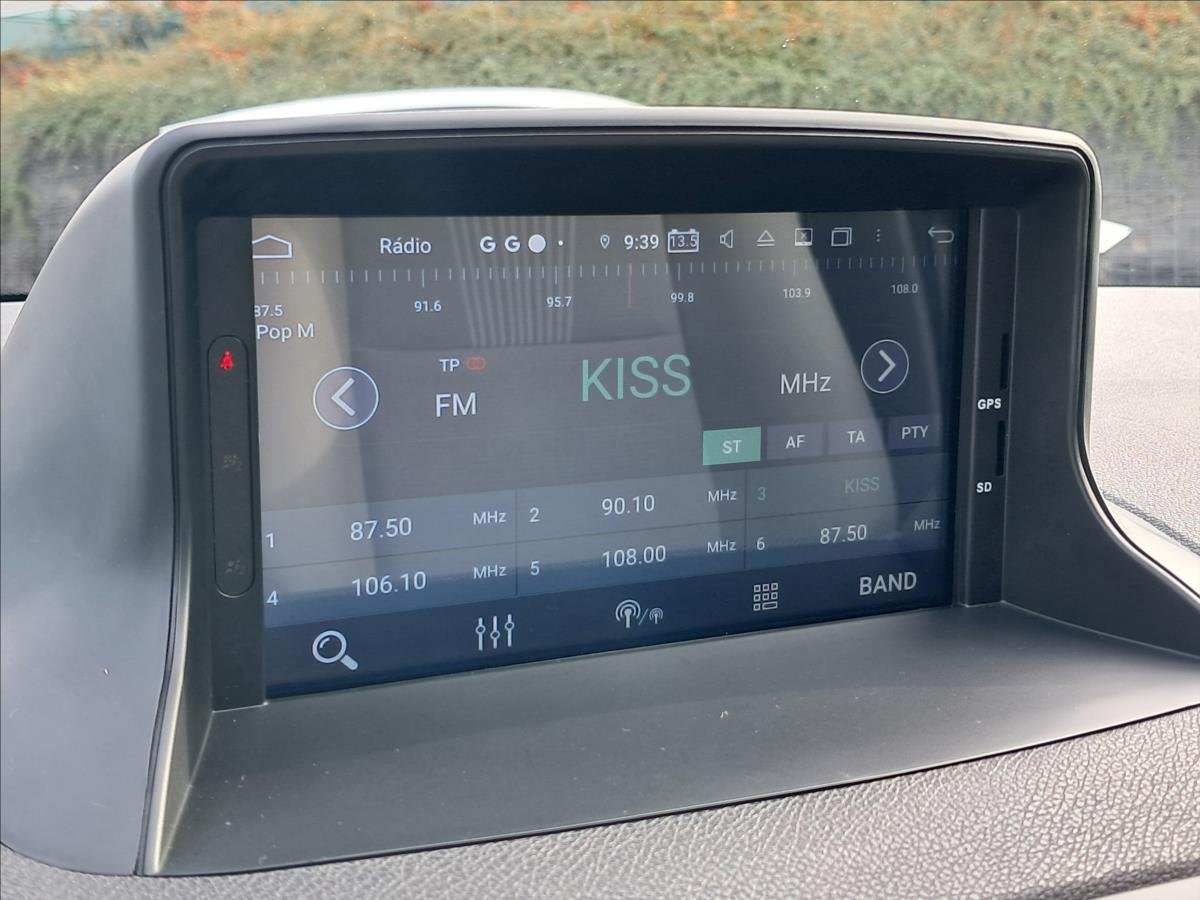 Rádio G G 9:39 13.5
87.5 91.6 95.7 99.8 103.9 108.0
Pop M
TP
FM KISS MHz
ST AF TA PTY
1 87.50 MHz 2 90.10 MHz 3 KISS
4 106.10 MHz 5 108.00 MHz 6 87.50 MHz
BAND
GPS
SD